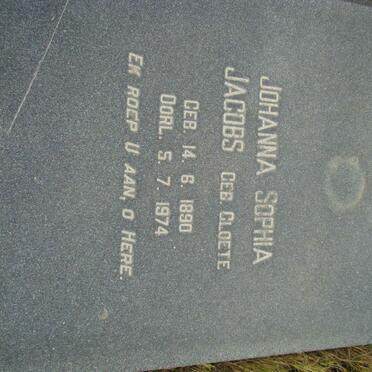 JOHANNA SOPHIA
JACOBS GEB. CLOETE
GEB. 14. 6. 1890
OORL. 5. 7. 1974
EK ROEP U AAN, O HERE.